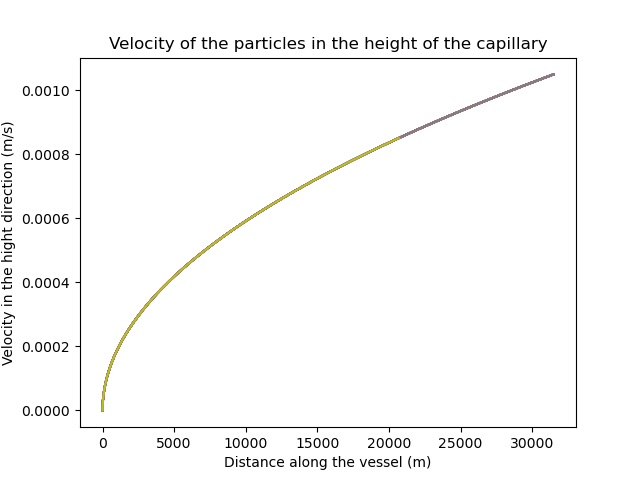 Velocity of the particles in the height of the capillary
Velocity in the hight direction (m/s)
0.0010
0.0008
0.0006
0.0004
0.0002
0.0000
0 5000 10000 15000 20000 25000 30000
Distance along the vessel (m)